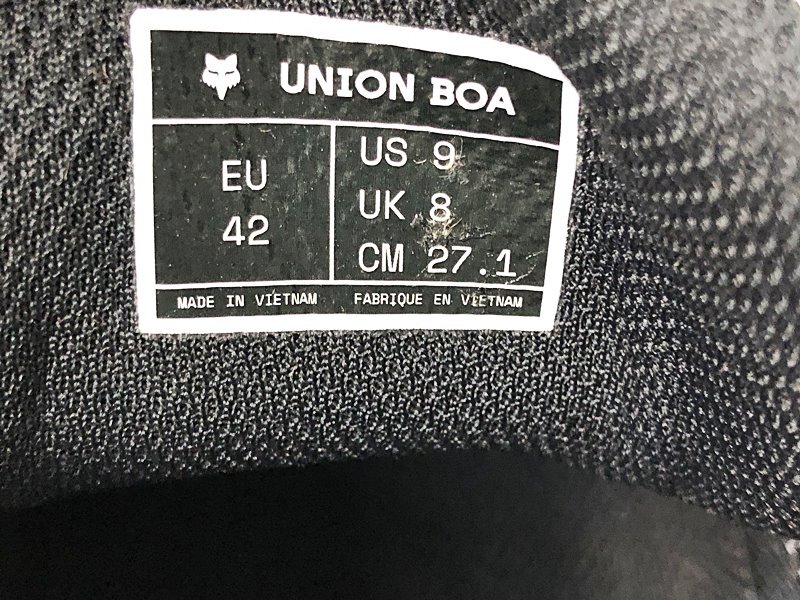 UNION BOA
EU
42
US 9
UK 8
CM 27.1
MADE IN VIETNAM FABRIQUE EN VIETNAM